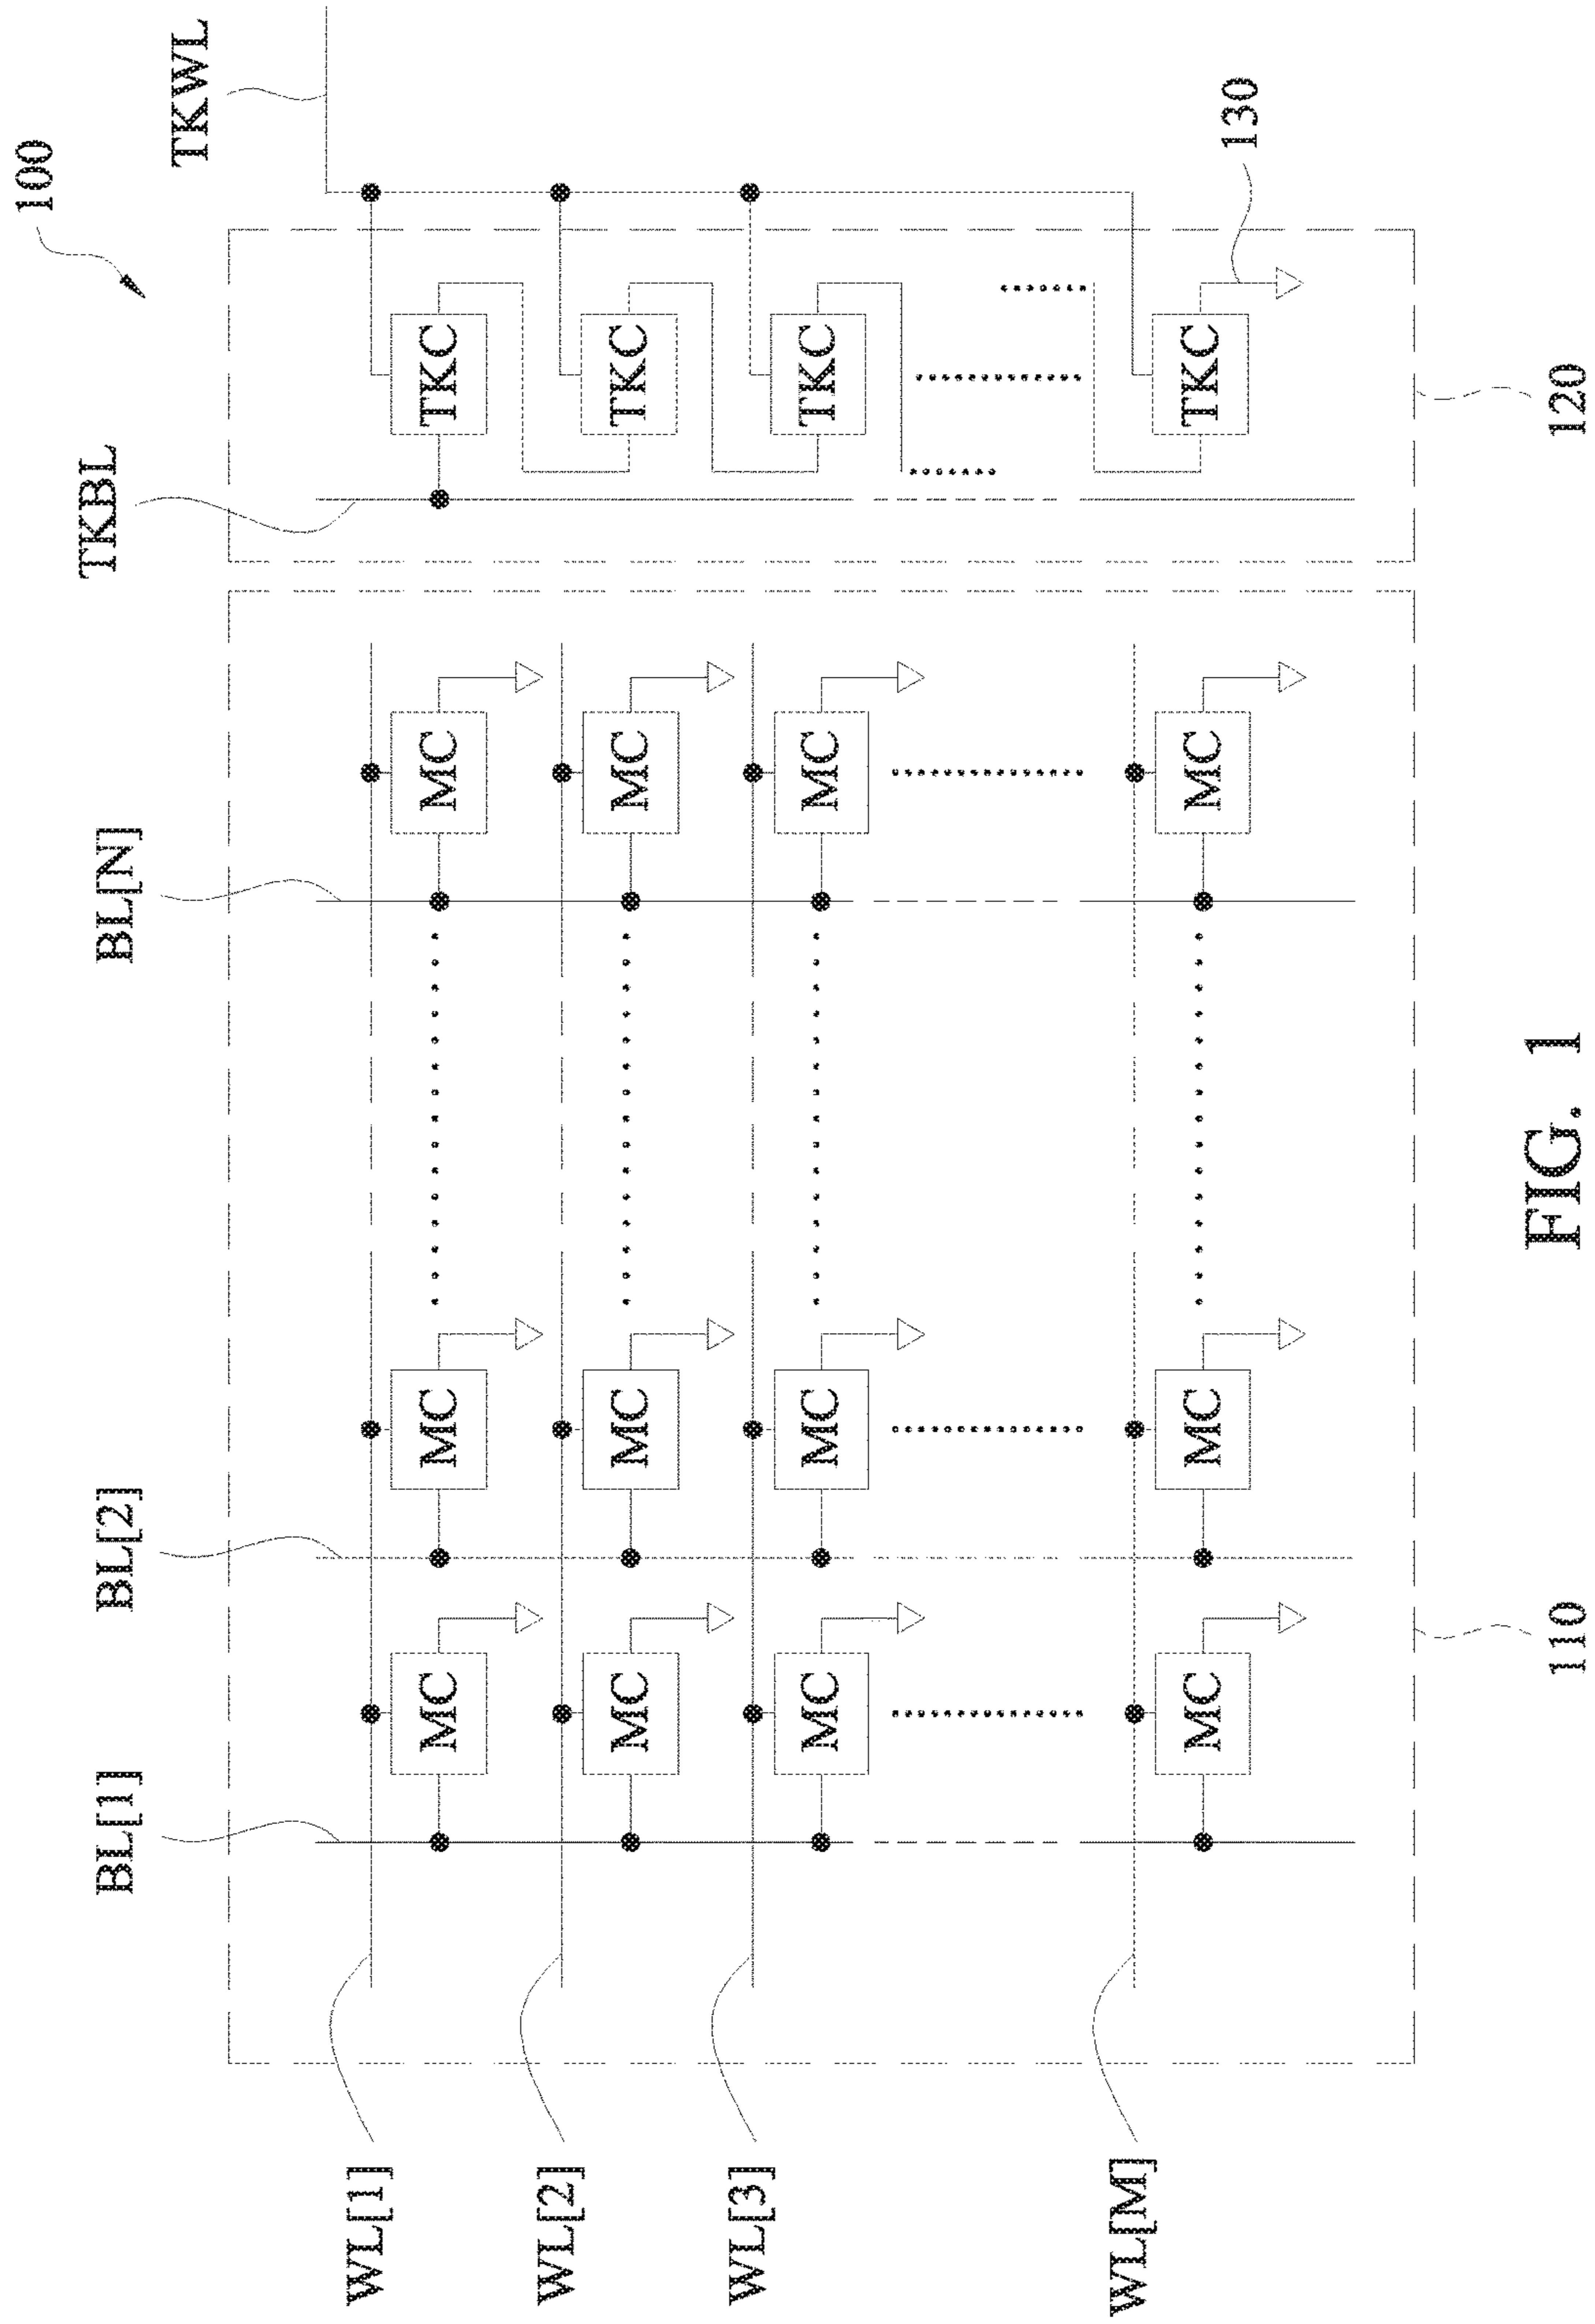 100
BL[1]
BL[2]
BL[N]
TKBL
TKWL
WL[1]
MC
MC
MC
TKC
WL[2]
MC
MC
MC
TKC
WL[3]
MC
MC
MC
TKC
WL[M]
MC
MC
MC
TKC
130
110
120
FIG. 1